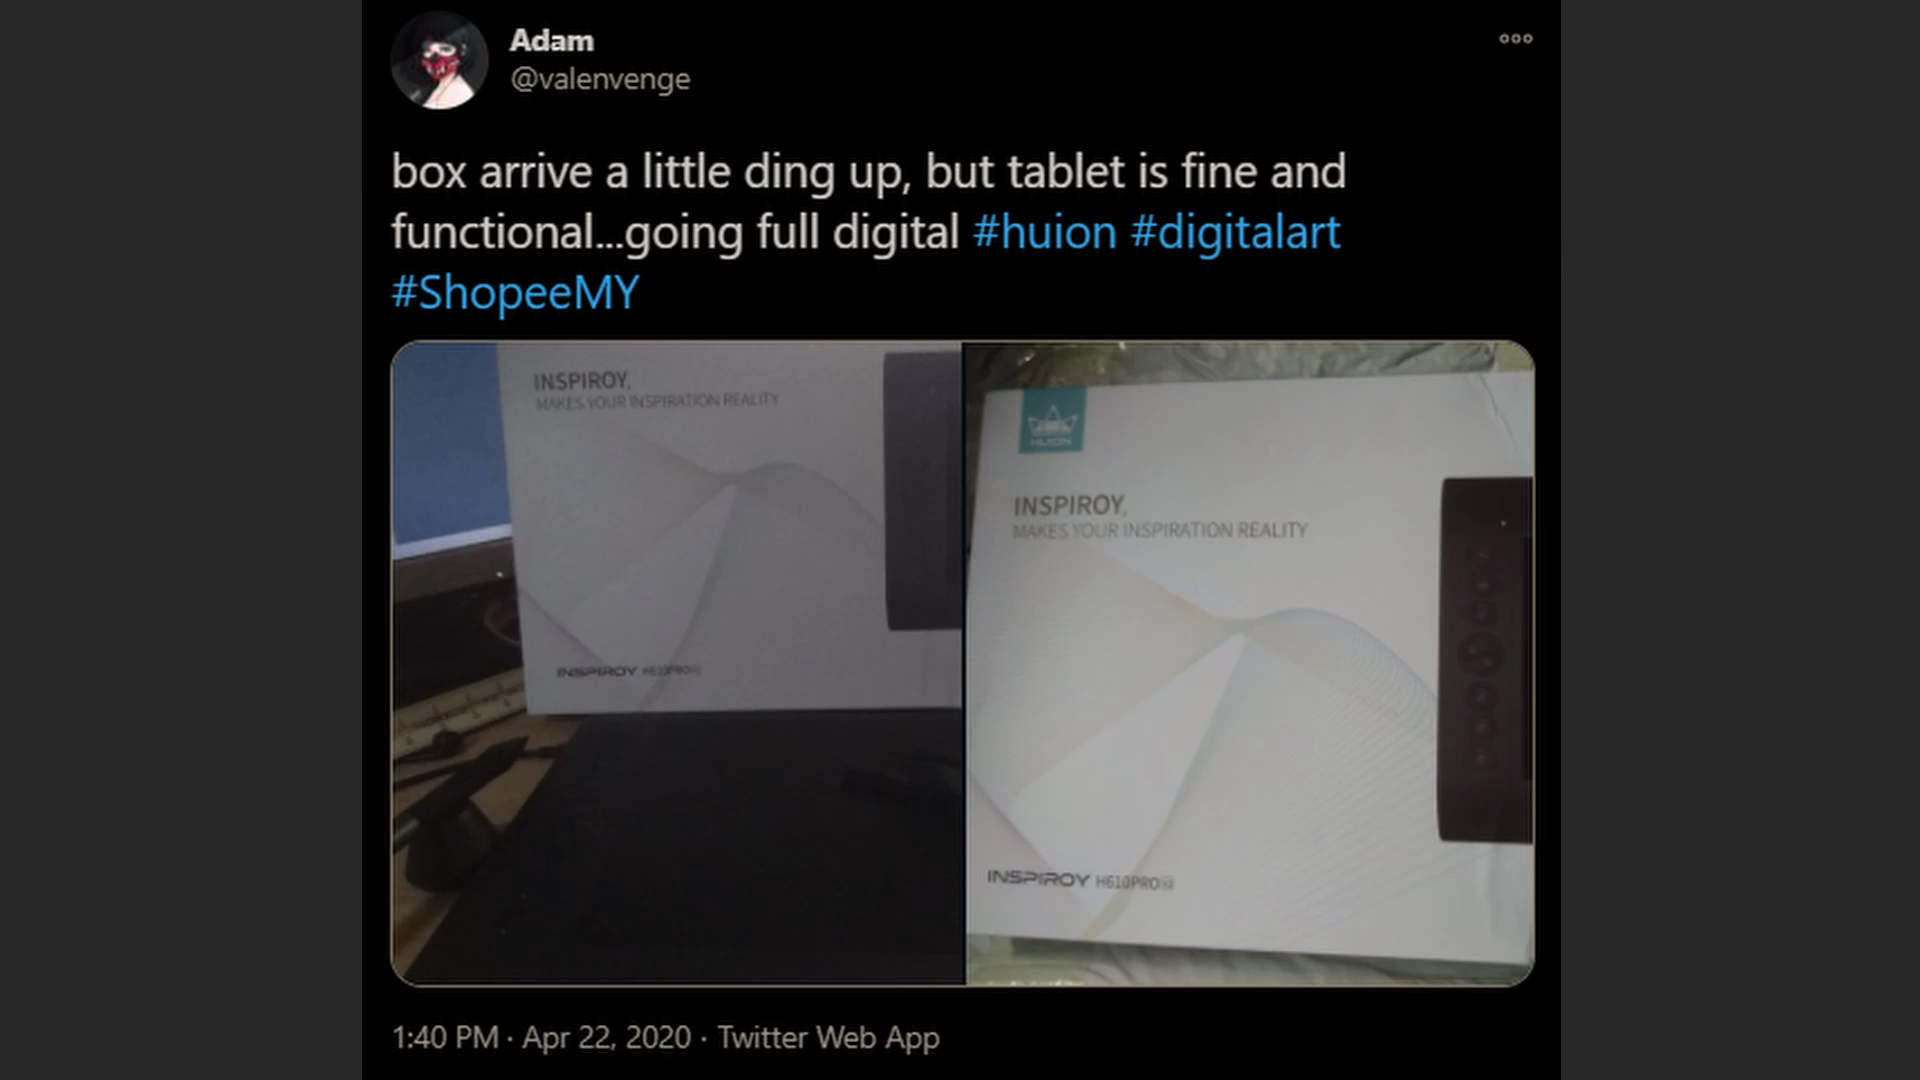 Adam
@valenvenge
box arrive a little ding up, but tablet is fine and
functional...going full digital #huion #digitalart
#ShopeeMY
INSPIROY,
MAKES YOUR INSPIRATION REALITY
INSPIROY
HUION
INSPIROY,
MAKES YOUR INSPIRATION REALITY
INSPIROY H610PRO
1:40 PM · Apr 22, 2020 · Twitter Web App